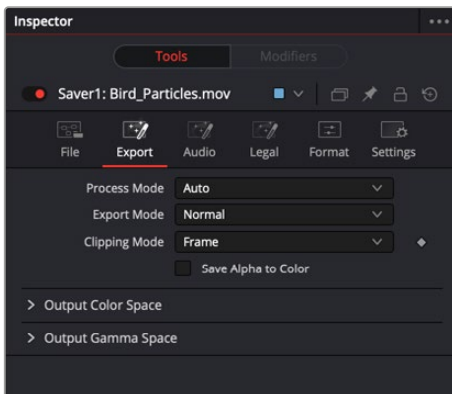 Inspector
Tools Modifiers
Saver1: Bird_Particles.mov
File Export Audio Legal Format Settings
Process Mode Auto
Export Mode Normal
Clipping Mode Frame
Save Alpha to Color
Output Color Space
Output Gamma Space